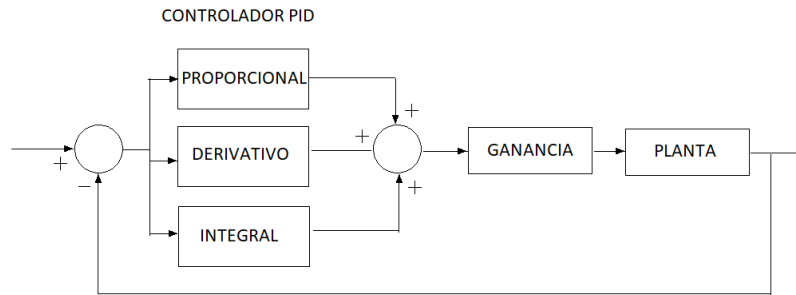 CONTROLADOR PID
PROPORCIONAL
DERIVATIVO
INTEGRAL
GANANCIA
PLANTA
+
−
+
+
+